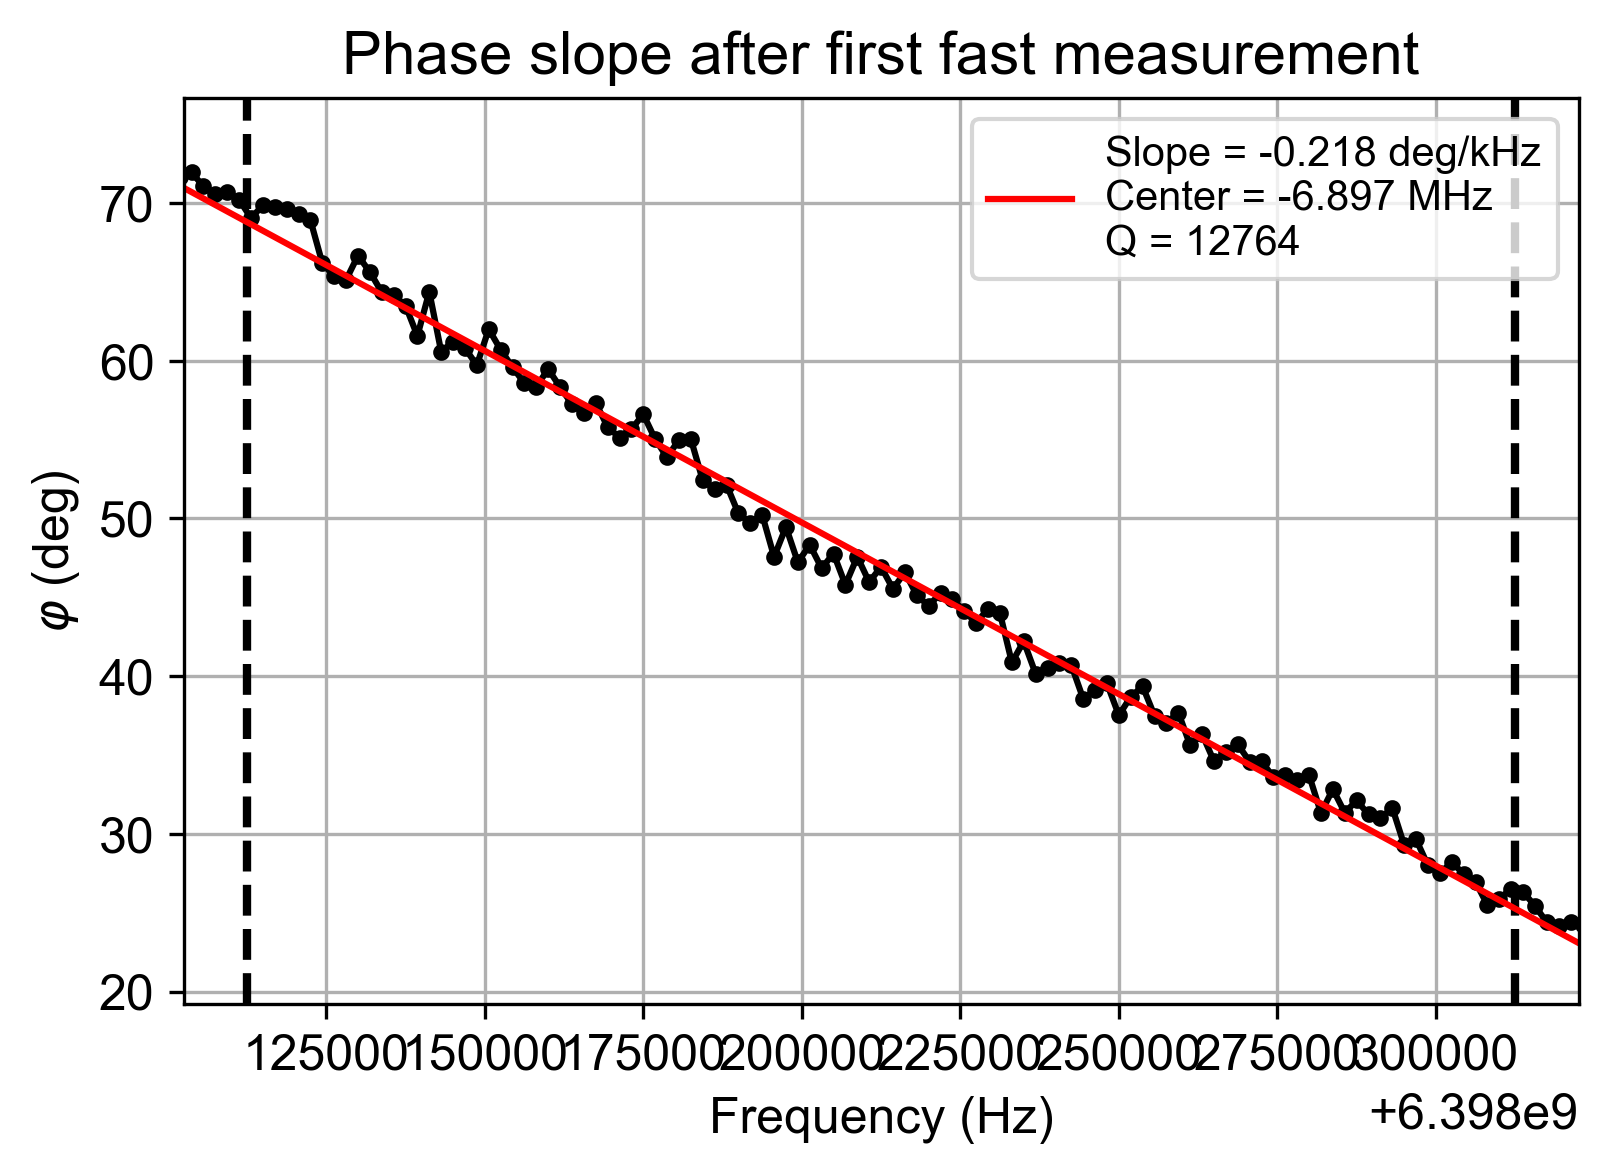 Phase slope after first fast measurement
Slope = -0.218 deg/kHz
Center = -6.897 MHz
Q = 12764
70
60
50
40
30
20
φ (deg)
125000 150000 175000 200000 225000 250000 275000 300000
Frequency (Hz)
+6.398e9